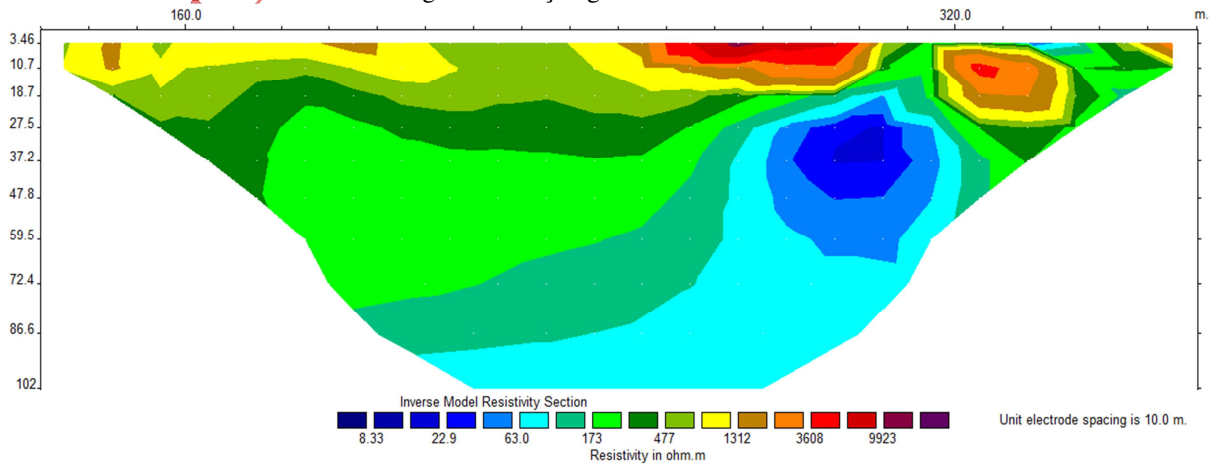 160.0 320.0 m.
3.46
10.7
18.7
27.5
37.2
47.8
59.5
72.4
86.6
102.
Inverse Model Resistivity Section
8.33 22.9 63.0 173 477 1312 3608 9923
Resistivity in ohm.m
Unit electrode spacing is 10.0 m.